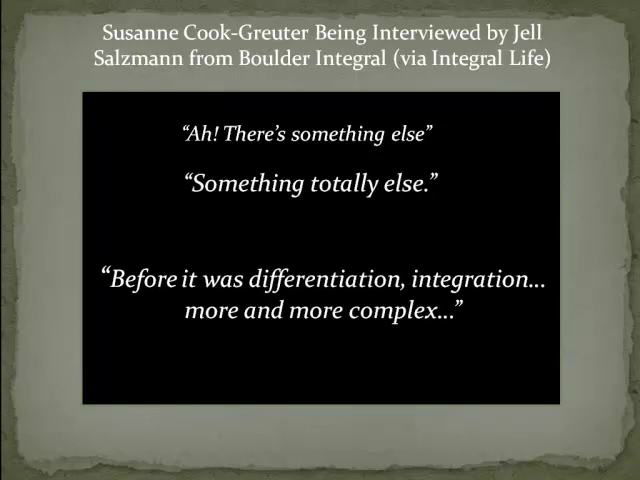 Susanne Cook-Greuter Being Interviewed by Jell
Salzmann from Boulder Integral (via Integral Life)
“Ah! There’s something else”
“Something totally else.”
“Before it was differentiation, integration...
more and more complex...”